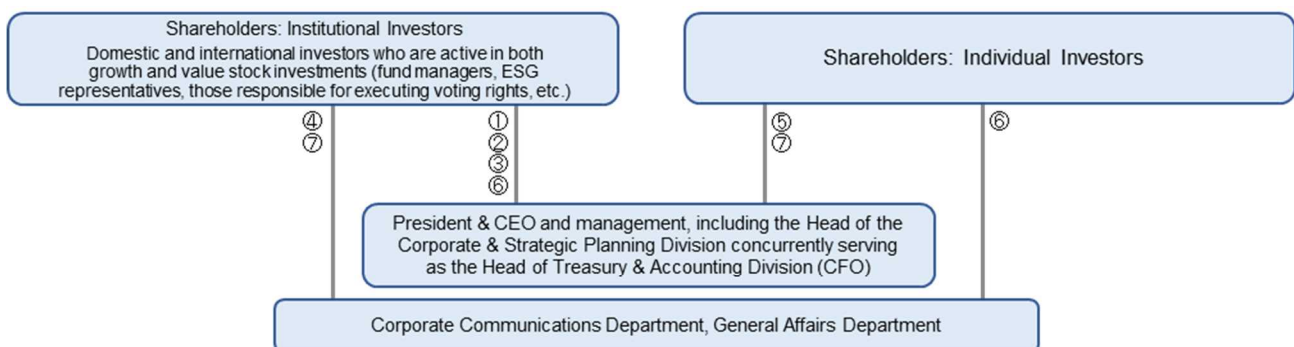 Shareholders: Institutional Investors
Domestic and international investors who are active in both
growth and value stock investments (fund managers, ESG
representatives, those responsible for executing voting rights, etc.)
Shareholders: Individual Investors
④
⑦
①
②
③
⑥
⑤
⑦
⑥
President & CEO and management, including the Head of the
Corporate & Strategic Planning Division concurrently serving
as the Head of Treasury & Accounting Division (CFO)
Corporate Communications Department, General Affairs Department